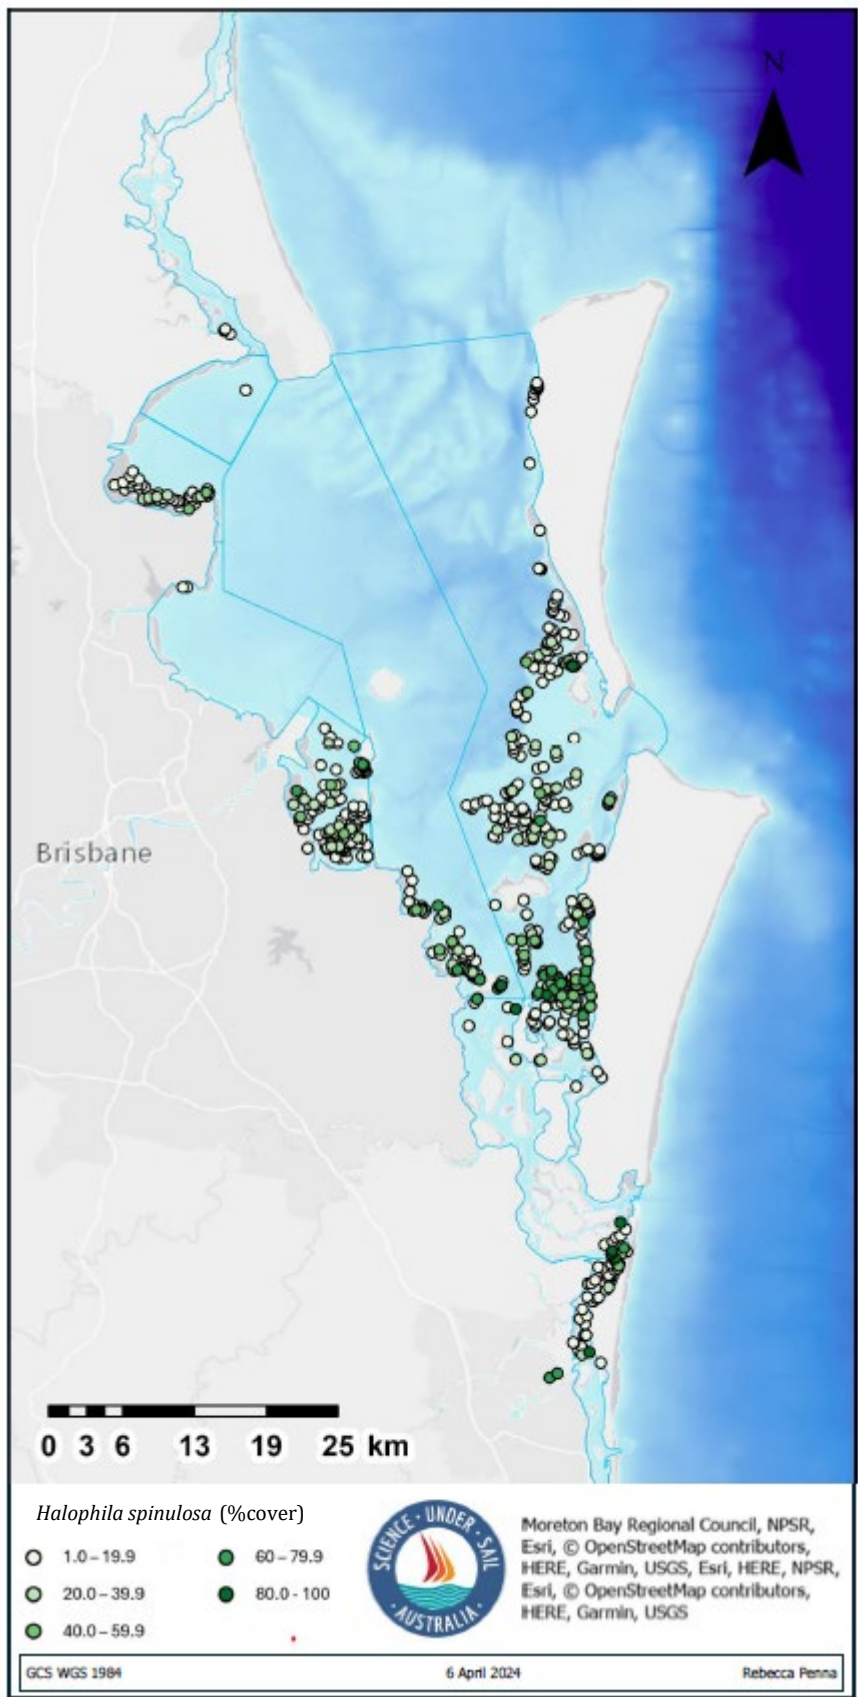 N
Brisbane
0 3 6 13 19 25 km
Halophila spinulosa (%cover)
1.0 – 19.9
20.0 – 39.9
40.0 – 59.9
60 – 79.9
80.0 - 100
SCIENCE · UNDER · SAIL
· AUSTRALIA ·
Moreton Bay Regional Council, NPSR,
Esri, © OpenStreetMap contributors,
HERE, Garmin, USGS, Esri, HERE, NPSR,
Esri, © OpenStreetMap contributors,
HERE, Garmin, USGS
GCS WGS 1984
6 April 2024
Rebecca Penna